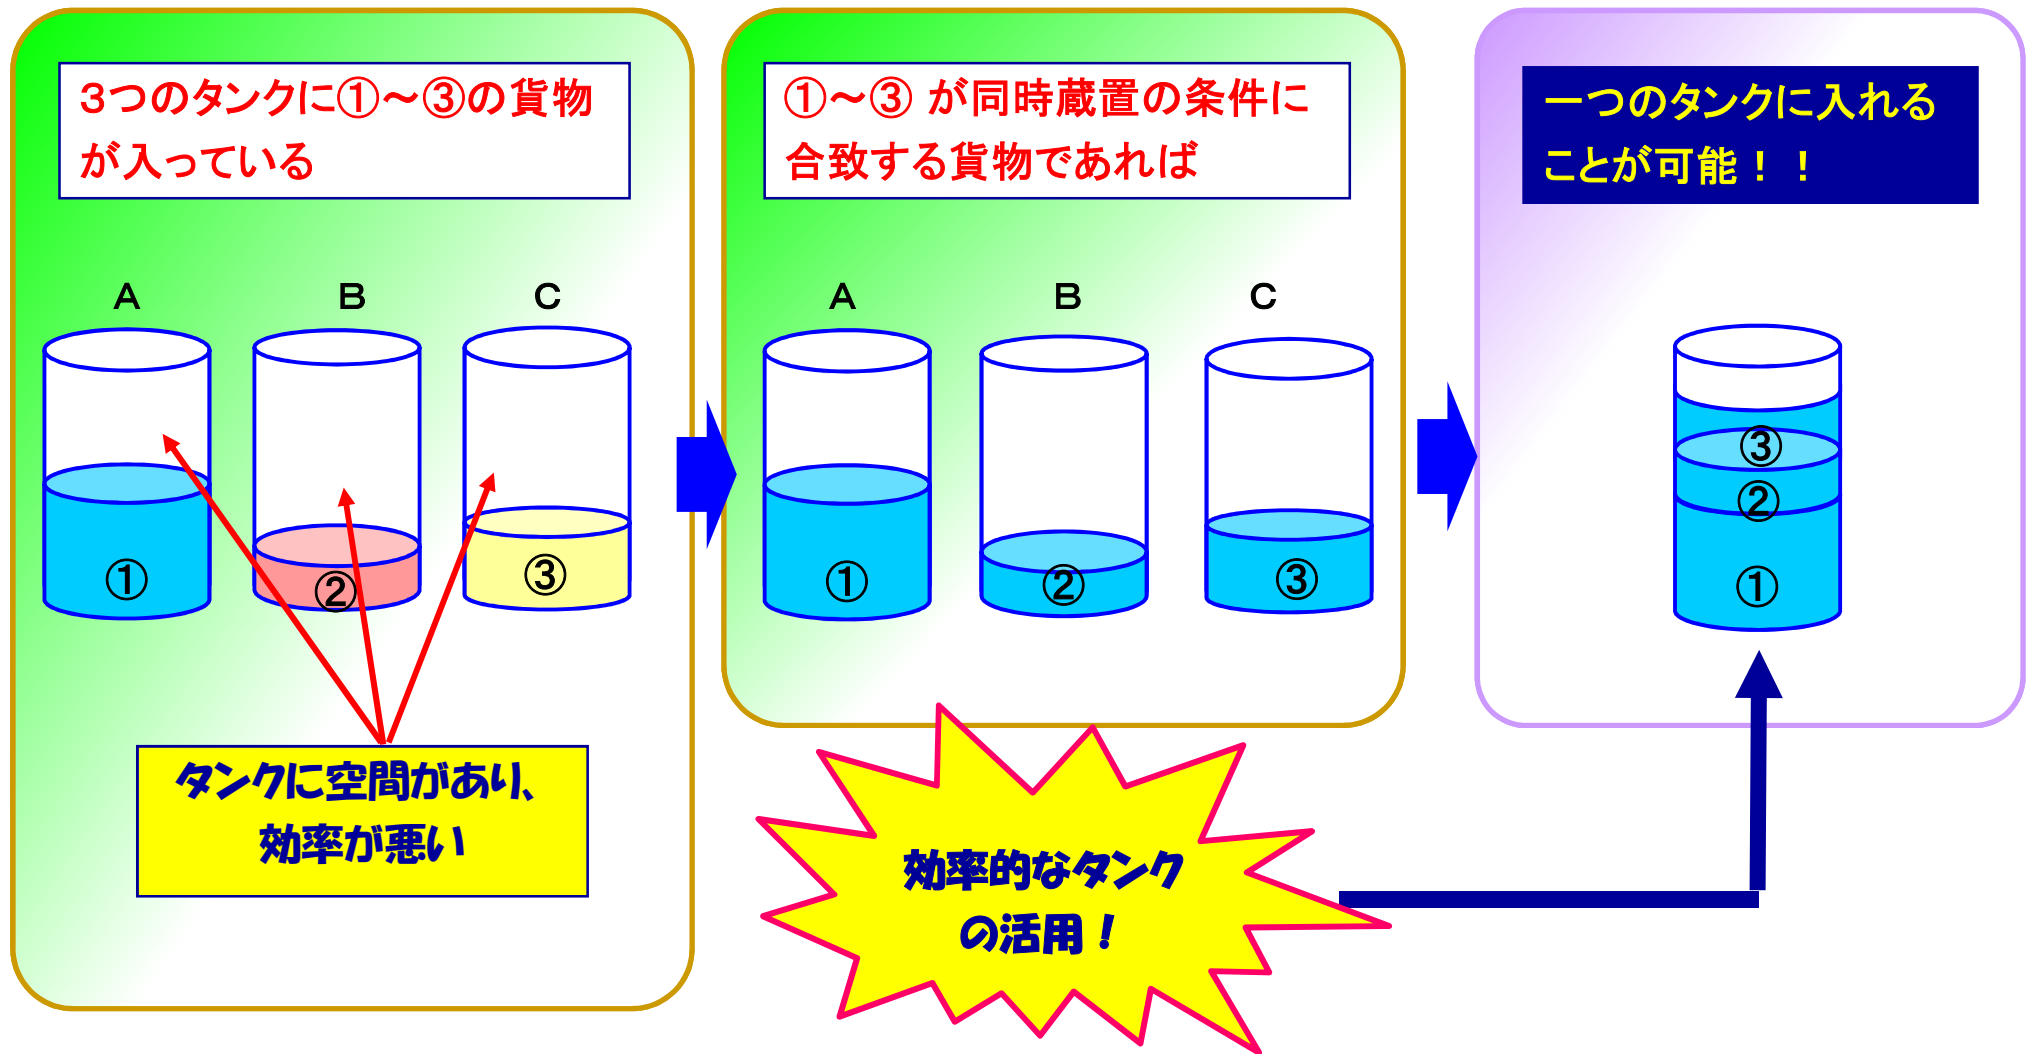 ３つのタンクに①～③の貨物
が入っている
A B C
① ② ③
タンクに空間があり、
効率が悪い
①～③ が同時蔵置の条件に
合致する貨物であれば
A B C
① ② ③
効率的なタンク
の活用！
一つのタンクに入れる
ことが可能！！
③
②
①